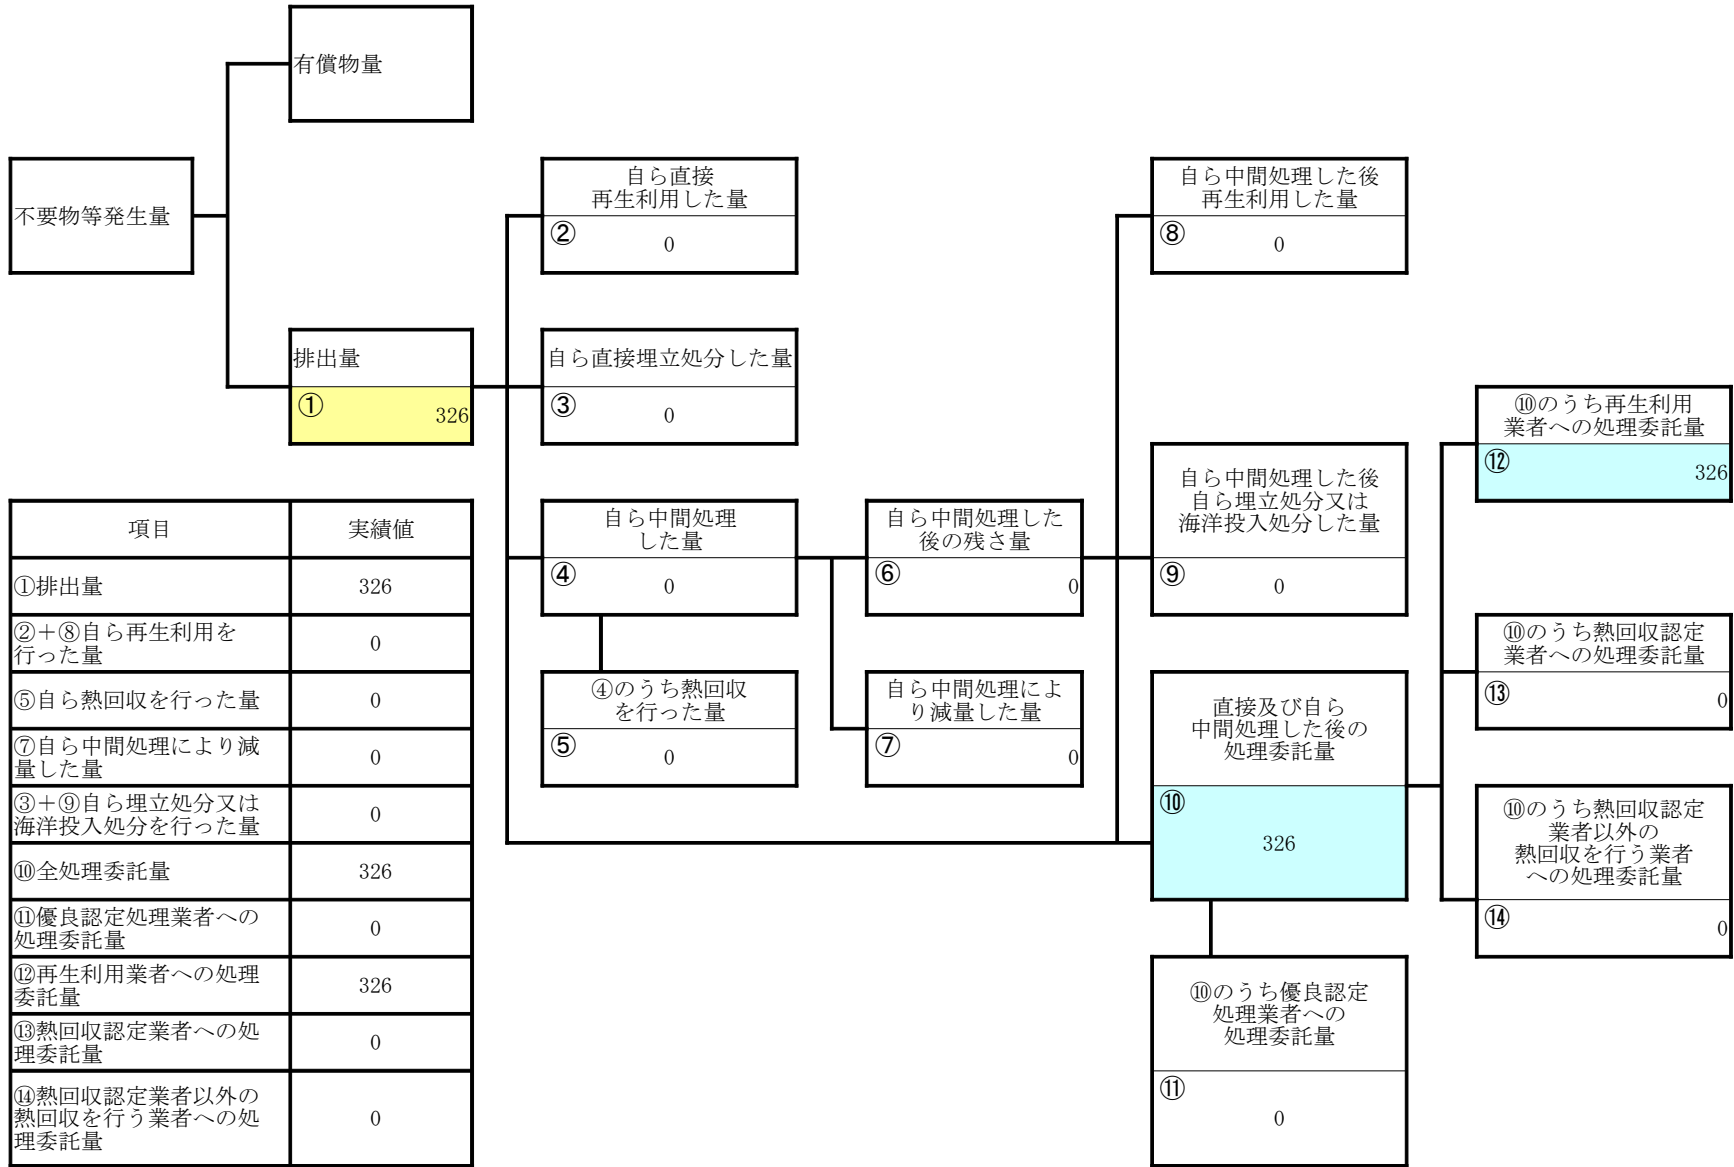 有償物量
不要物等発生量
自ら直接
再生利用した量
②
0
自ら中間処理した後
再生利用した量
⑧
0
排出量
①
326
自ら直接埋立処分した量
③
0
⑩のうち再生利用
業者への処理委託量
⑫
326
自ら中間処理
した量
④
0
自ら中間処理した
後の残さ量
⑥
0
自ら中間処理した後
自ら埋立処分又は
海洋投入処分した量
⑨
0
④のうち熱回収
を行った量
⑤
0
自ら中間処理によ
り減量した量
⑦
0
直接及び自ら
中間処理した後の
処理委託量
⑩
326
⑩のうち熱回収認定
業者への処理委託量
⑬
0
⑩のうち熱回収認定
業者以外の
熱回収を行う業者
への処理委託量
⑭
0
⑩のうち優良認定
処理業者への
処理委託量
⑪
0
項目 実績値
①排出量 326
②+⑧自ら再生利用を
行った量 0
⑤自ら熱回収を行った量 0
⑦自ら中間処理により減
量した量 0
③+⑨自ら埋立処分又は
海洋投入処分を行った量 0
⑩全処理委託量 326
⑪優良認定処理業者への
処理委託量 0
⑫再生利用業者への処理
委託量 326
⑬熱回収認定業者への処
理委託量 0
⑭熱回収認定業者以外の
熱回収を行う業者への処
理委託量 0